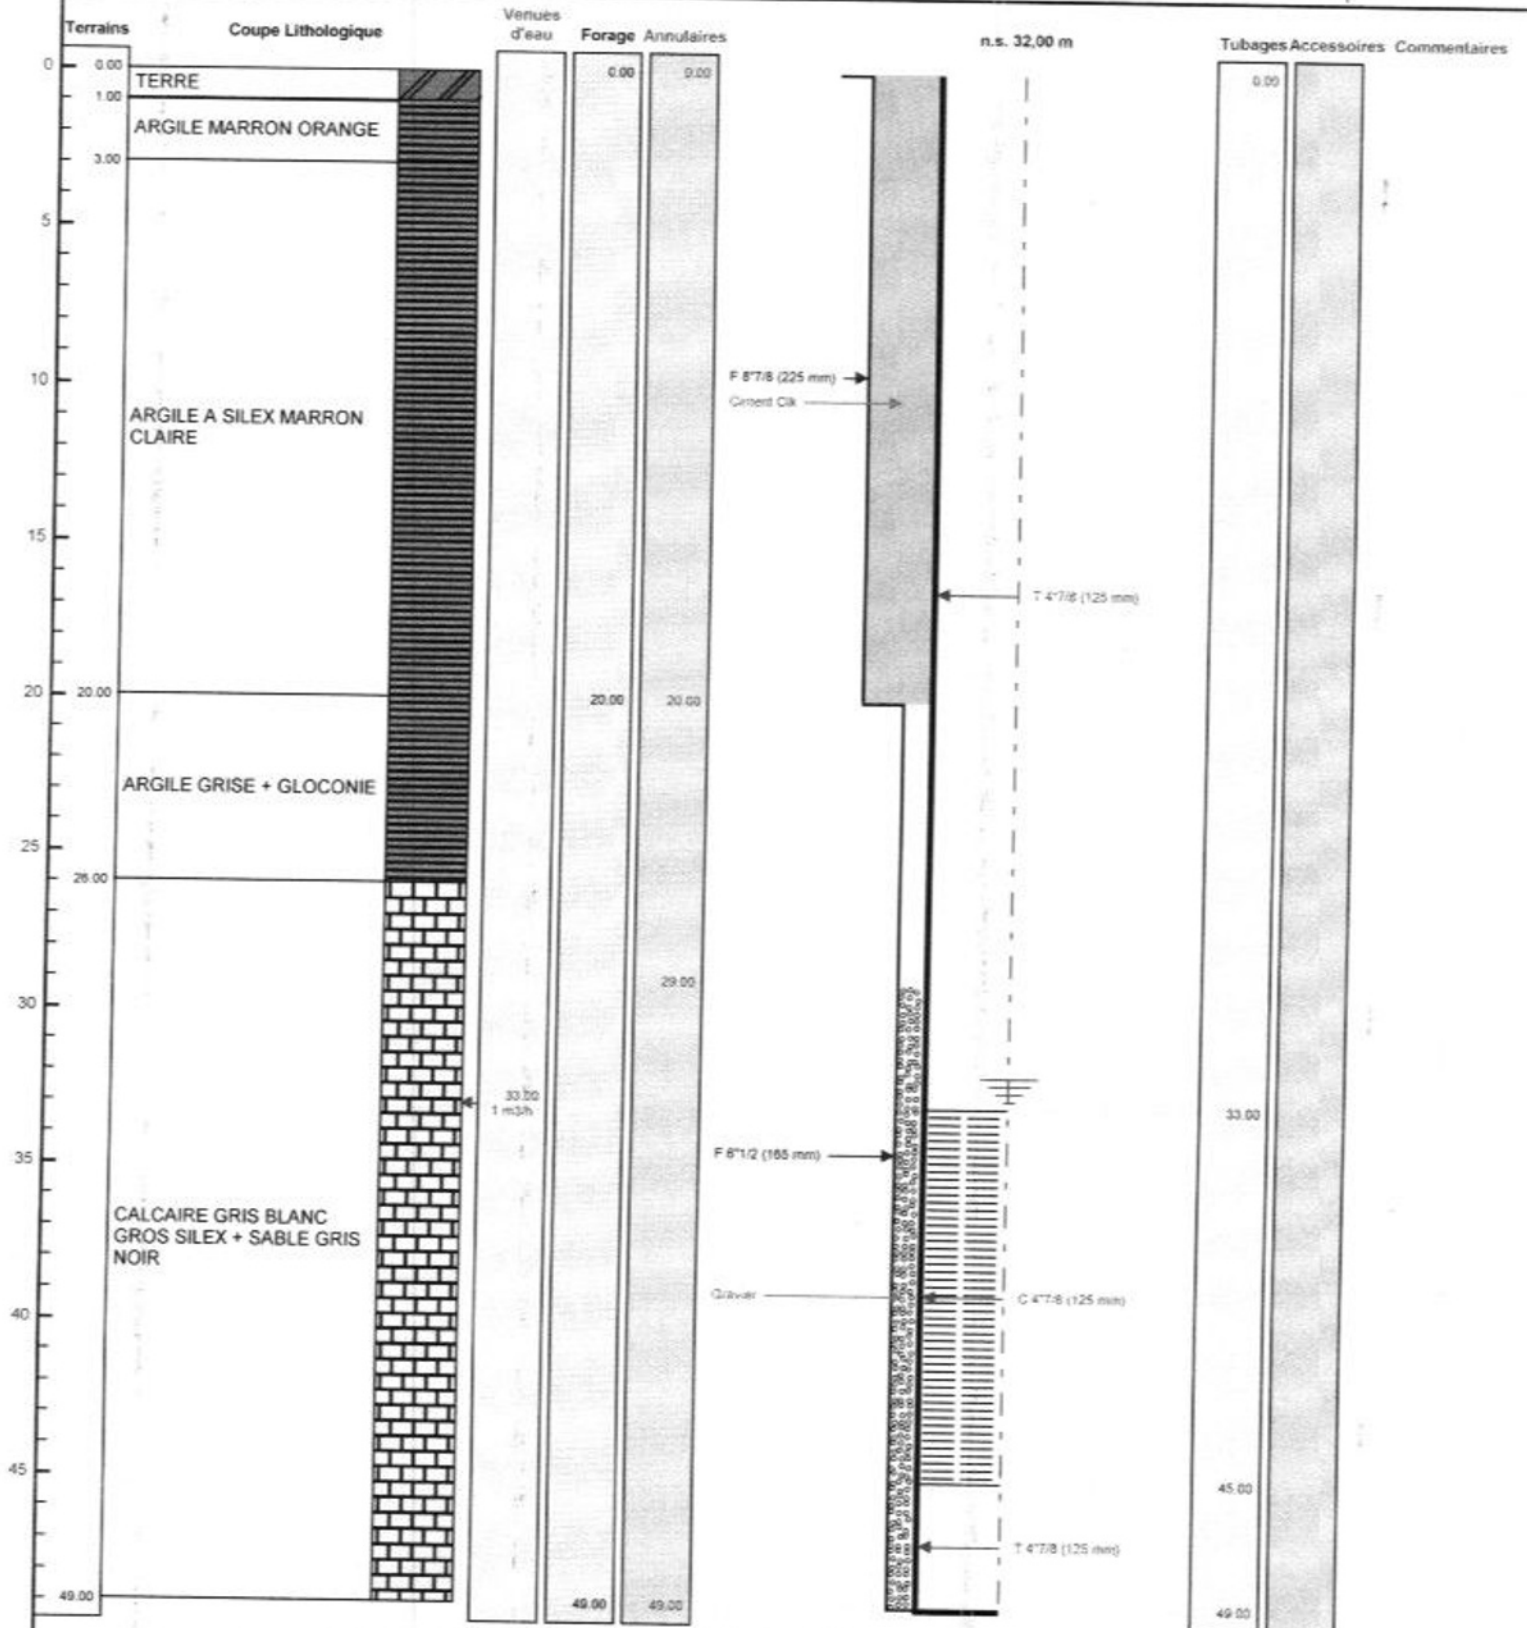 Terrains
Coupe Lithologique
Venues
d'eau
Forage
Annulaires
n.s. 32,00 m
Tubages
Accessoires
Commentaires
0
0.00
TERRE
0.00
0.00
0.00
1.00
ARGILE MARRON ORANGE
3.00
5
10
F 8"7/8 (225 mm)
Ciment Clk
ARGILE A SILEX MARRON
CLAIRE
15
T 4"7/8 (125 mm)
20
20.00
20.00
20.00
ARGILE GRISE + GLOCONIE
25
26.00
29.00
30
33.00
1 m3/h
33.00
35
F 6"1/2 (165 mm)
CALCAIRE GRIS BLANC
GROS SILEX + SABLE GRIS
NOIR
Gravier
C 4"7/8 (125 mm)
40
45
45.00
T 4"7/8 (125 mm)
49.00
49.00
49.00
49.00